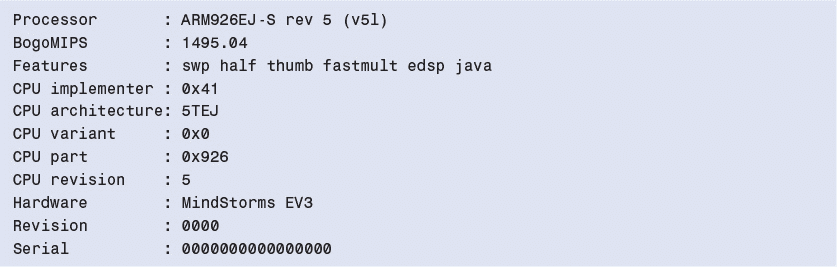 Processor       : ARM926EJ-S rev 5 (v5l)
BogoMIPS        : 1495.04
Features        : swp half thumb fastmult edsp java
CPU implementer : 0x41
CPU architecture: 5TEJ
CPU variant     : 0x0
CPU part        : 0x926
CPU revision    : 5
Hardware        : MindStorms EV3
Revision        : 0000
Serial          : 0000000000000000